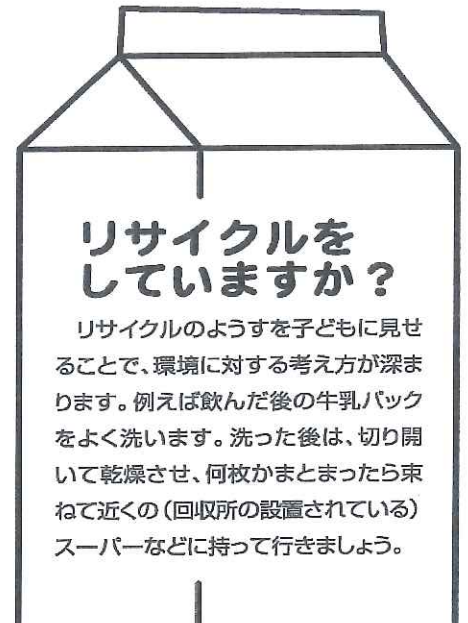 リサイクルを
していますか？
リサイクルのようすを子どもに見せ
ることで、環境に対する考え方が深ま
ります。例えば飲んだ後の牛乳パック
をよく洗います。洗った後は、切り開
いて乾燥させ、何枚かまとまったら束
ねて近くの（回収所の設置されている）
スーパーなどに持って行きましょう。